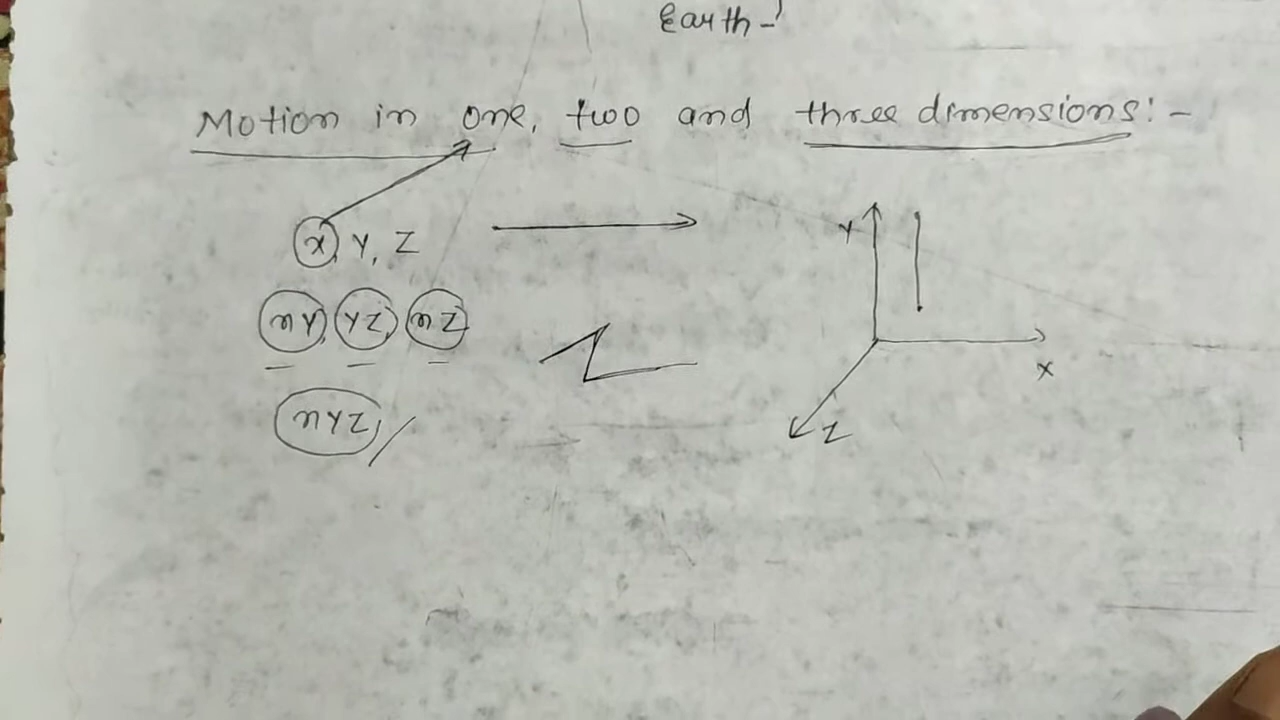 Earth -
Motion in one, two and three dimensions: -
x, Y, Z
xY, YZ, xZ
xYZ
Y
X
Z